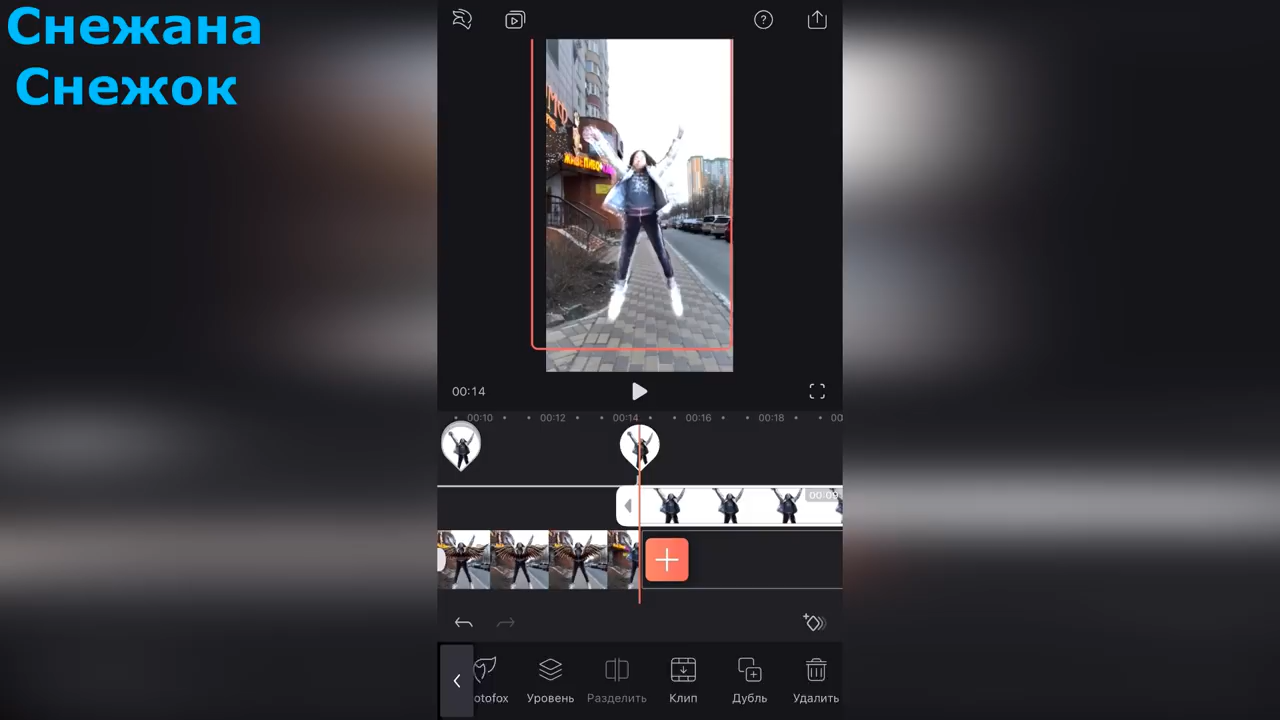 Снежана
Снежок
00:14
00:10
00:12
00:14
00:16
00:18
00:09
otofox
Уровень
Разделить
Клип
Дубль
Удалить